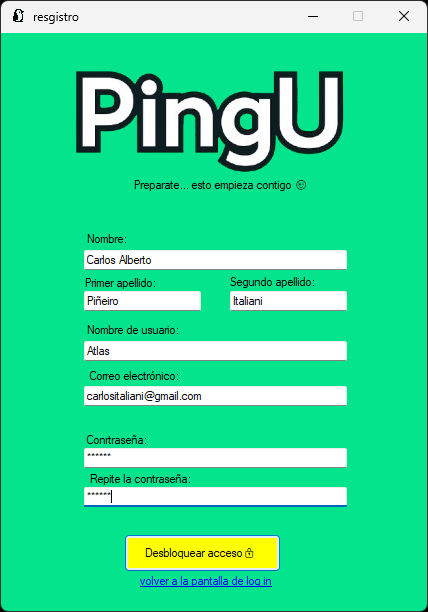 resgistro
PingU
Preparate... esto empieza contigo 😉
Nombre:
Carlos Alberto
Primer apellido: Segundo apellido:
Piñeiro Italiani
Nombre de usuario:
Atlas
Correo electrónico:
carlositaliani@gmail.com
Conrtraseña:
******
Repite la contraseña:
******
Desbloquear acceso🔒
volver a la pantalla de log in